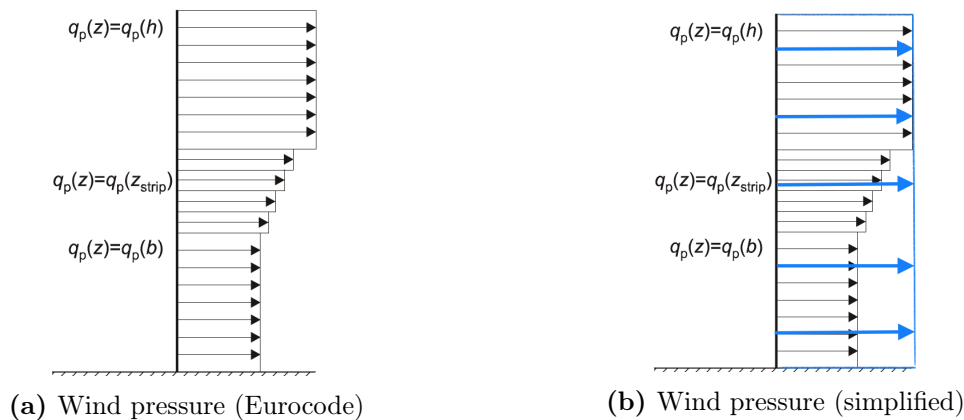 qp(z)=qp(h)
qp(z)=qp(zstrip)
qp(z)=qp(b)
(a) Wind pressure (Eurocode)
qp(z)=qp(h)
qp(z)=qp(zstrip)
qp(z)=qp(b)
(b) Wind pressure (simplified)